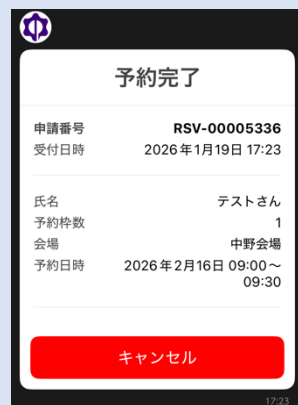 予約完了
申請番号 RSV-00005336
受付日時 2026年1月19日 17:23
氏名 テストさん
予約枠数 1
会場 中野会場
予約日時 2026年2月16日 09:00～
09:30
キャンセル
17:23